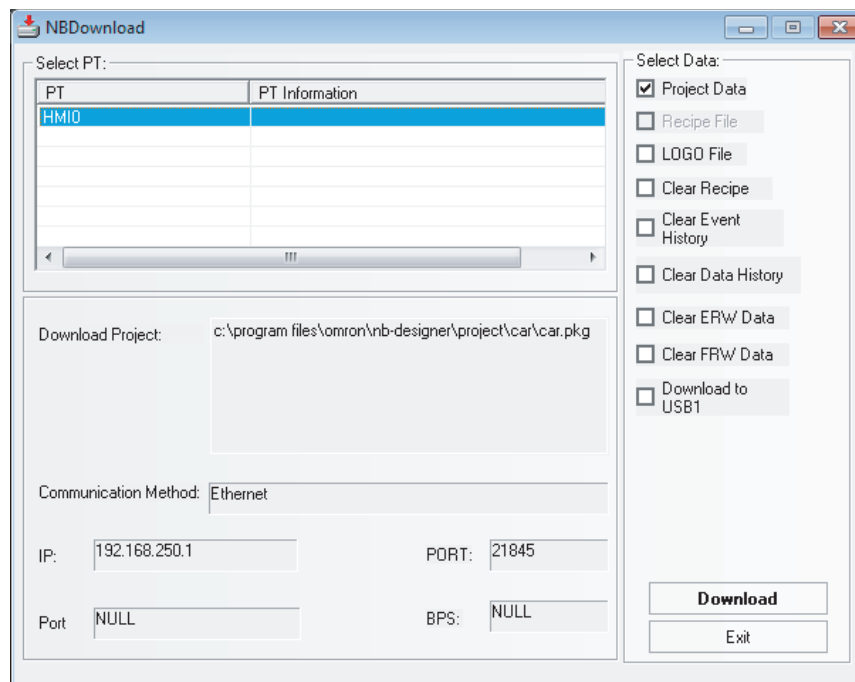 NBDownload
Select PT:
PT PT Information
HMI0
Download Project: c:\program files\omron\nb-designer\project\car\car.pkg
Communication Method: Ethernet
IP: 192.168.250.1 PORT: 21845
Port NULL BPS: NULL
Select Data:
Project Data
Recipe File
LOGO File
Clear Recipe
Clear Event
History
Clear Data History
Clear ERW Data
Clear FRW Data
Download to
USB1
Download
Exit